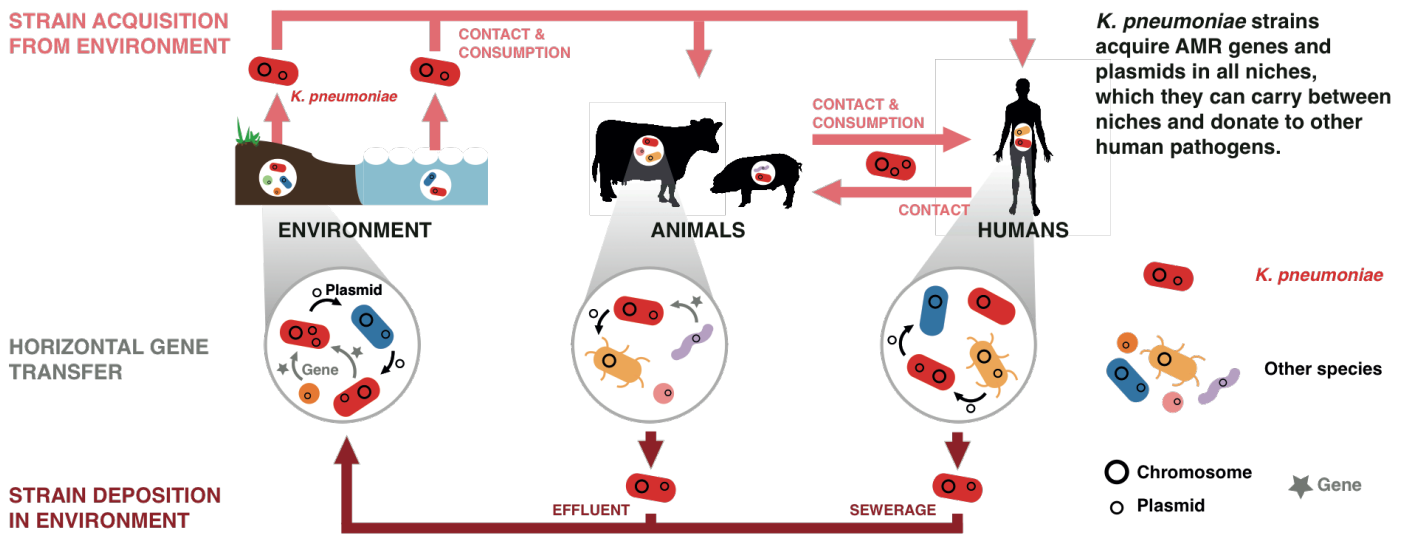 STRAIN ACQUISITION
FROM ENVIRONMENT
CONTACT &
CONSUMPTION
K. pneumoniae
K. pneumoniae strains
acquire AMR genes and
plasmids in all niches,
which they can carry between
niches and donate to other
human pathogens.
CONTACT &
CONSUMPTION
CONTACT
ENVIRONMENT
ANIMALS
HUMANS
HORIZONTAL GENE
TRANSFER
Plasmid
Gene
K. pneumoniae
Other species
Chromosome
Plasmid
Gene
STRAIN DEPOSITION
IN ENVIRONMENT
EFFLUENT
SEWERAGE